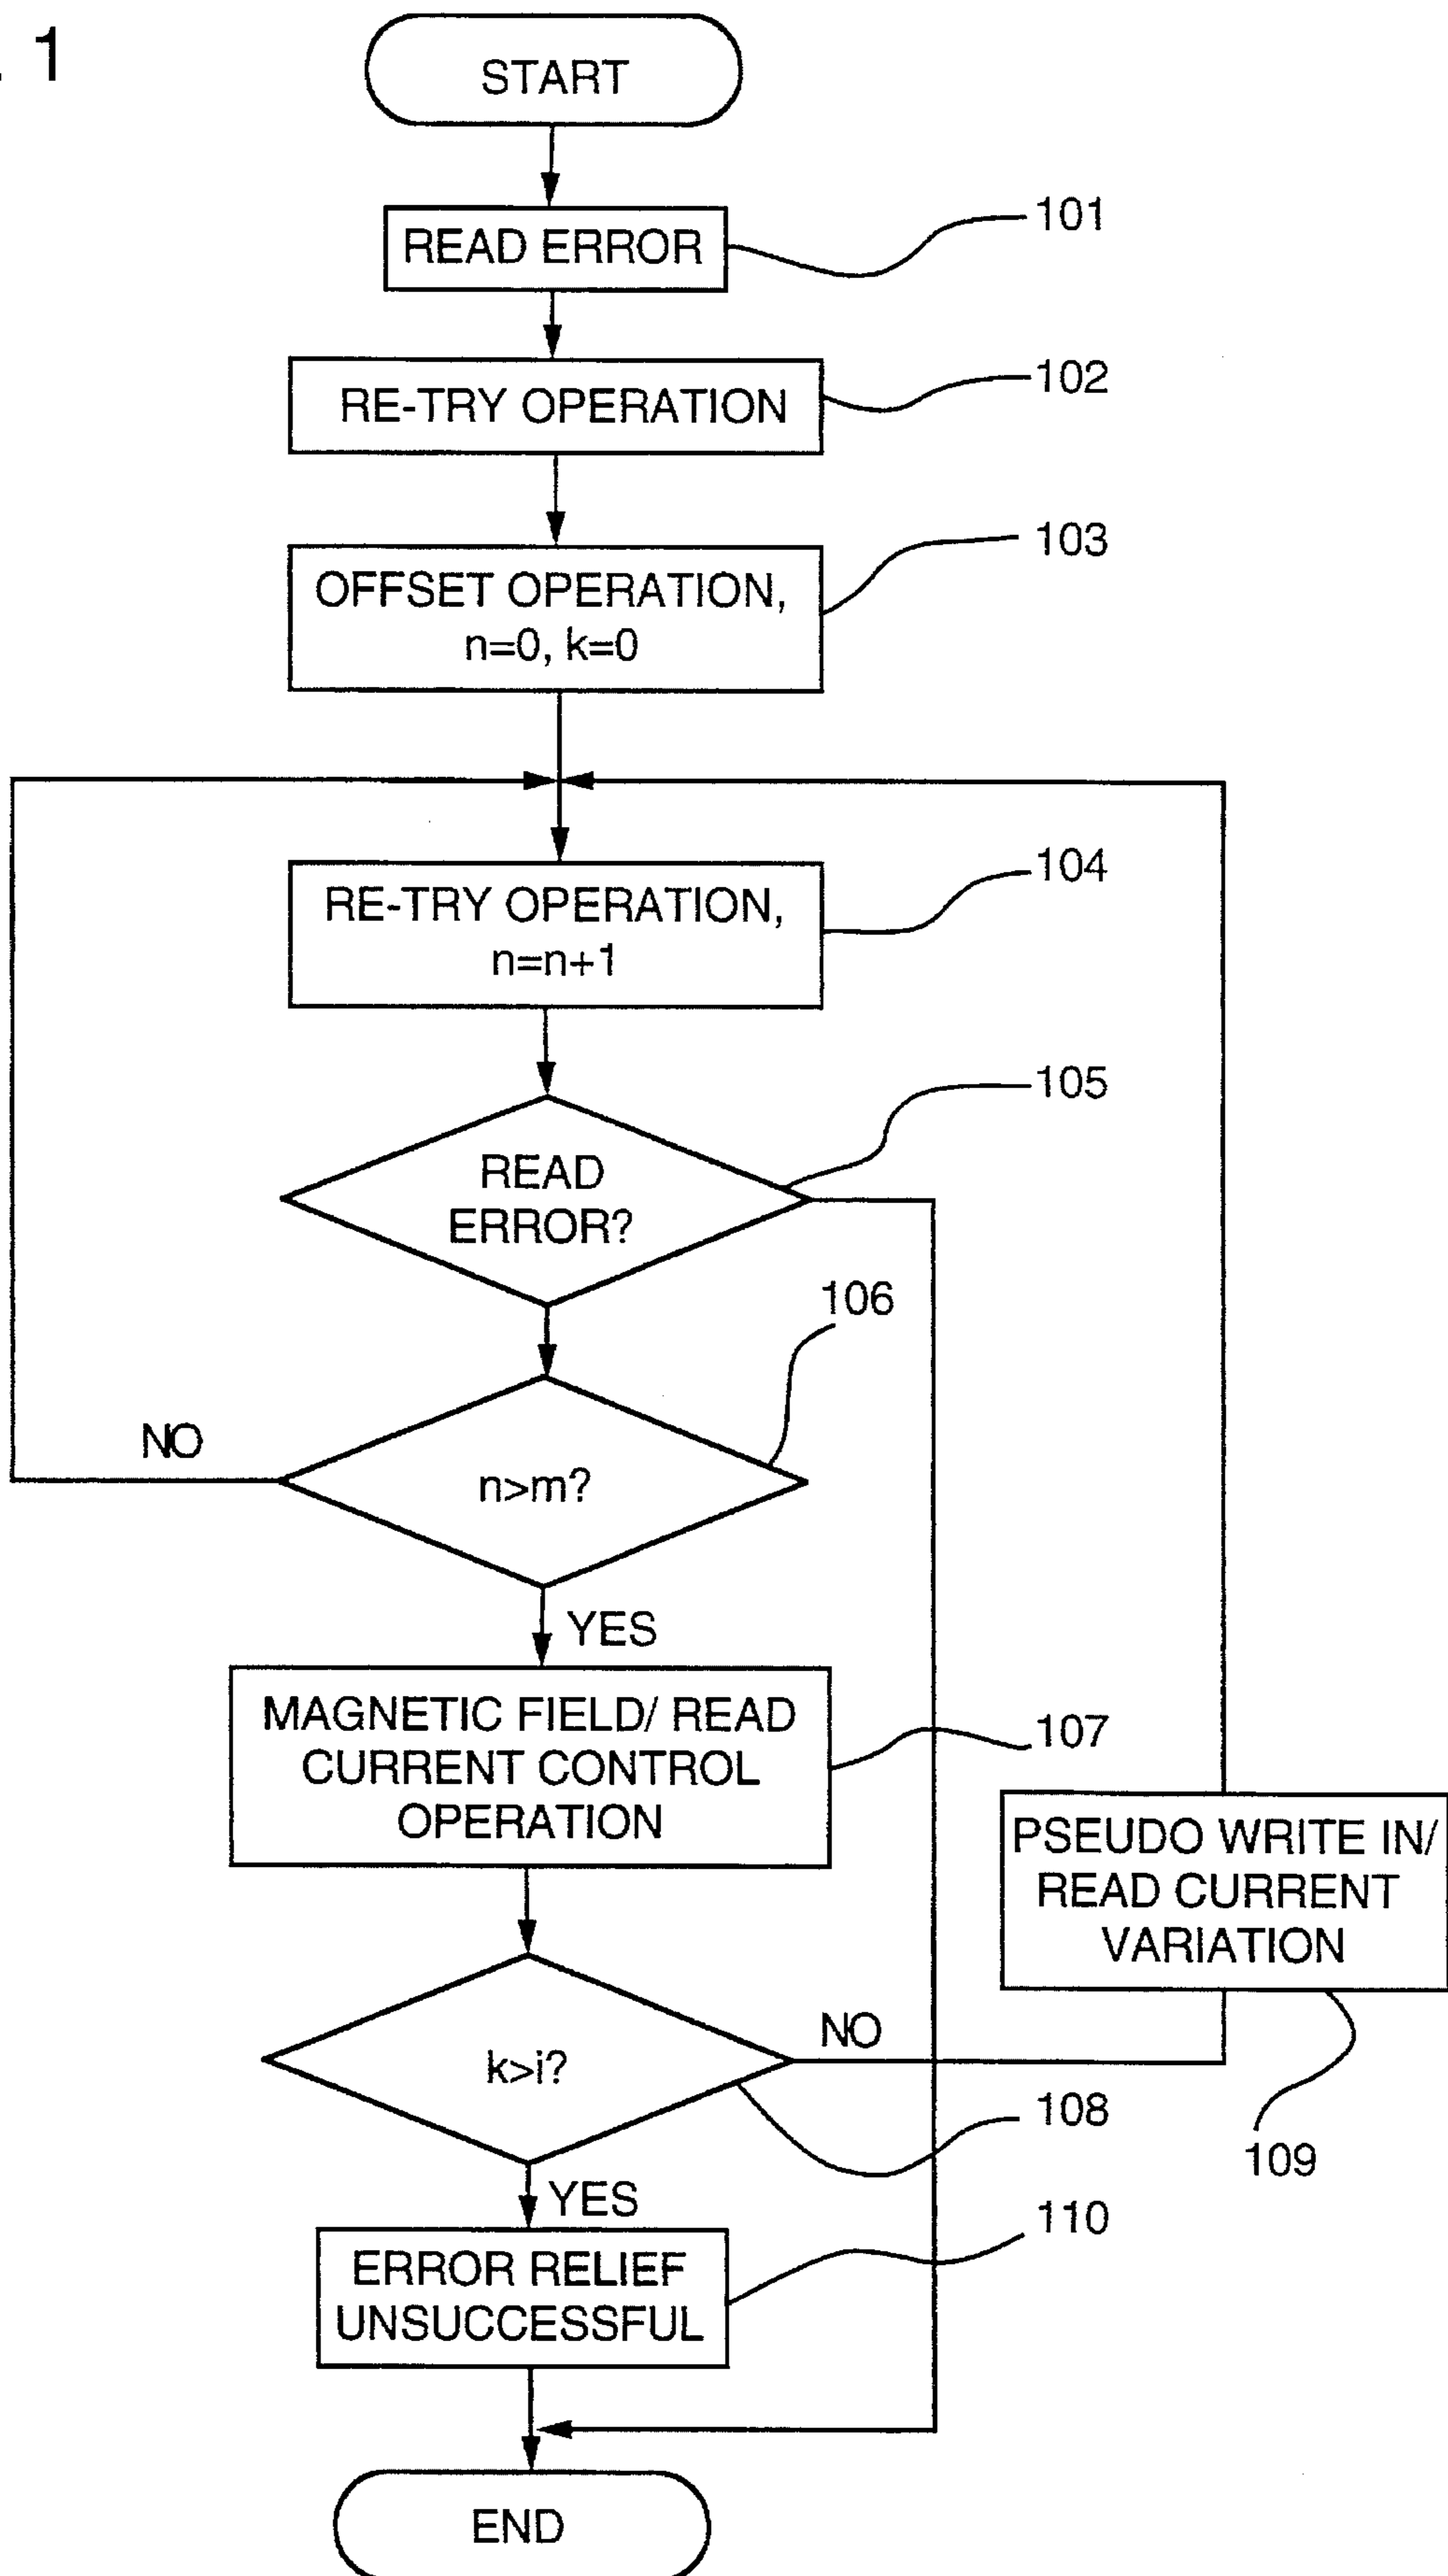 . 1
START
READ ERROR
101
RE-TRY OPERATION
102
OFFSET OPERATION,
n=0, k=0
103
RE-TRY OPERATION,
n=n+1
104
READ
ERROR?
105
n>m?
106
NO
YES
MAGNETIC FIELD/ READ
CURRENT CONTROL
OPERATION
107
PSEUDO WRITE IN/
READ CURRENT
VARIATION
109
k>i?
NO
108
YES
ERROR RELIEF
UNSUCCESSFUL
110
END